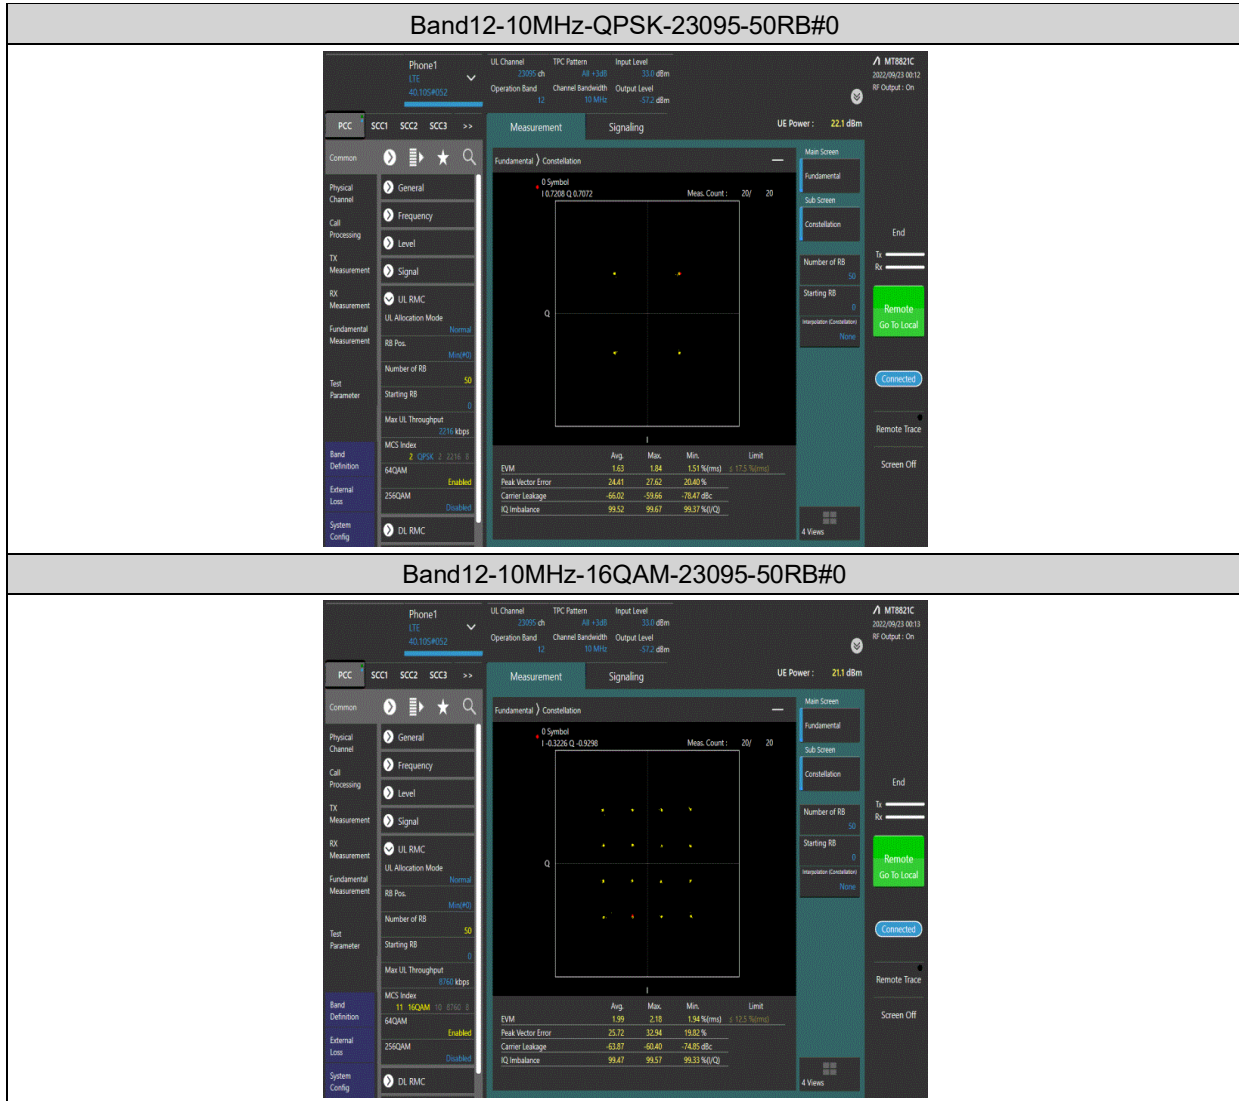 Band12-10MHz-QPSK-23095-50RB#0
Phone1
LTE
40.10S#052
UL Channel TPC Pattern Input Level
23095 ch All +3dB 33.0 dBm
Operation Band Channel Bandwidth Output Level
12 10 MHz -57.2 dBm
MT8821C
2022/09/23 00:12
RF Output : On
PCC SCC1 SCC2 SCC3 >>
Measurement Signaling
UE Power : 22.1 dBm
Common
Physical Channel
Call Processing
TX Measurement
RX Measurement
Fundamental Measurement
Test Parameter
Band Definition
External Loss
System Config
General
Frequency
Level
Signal
UL RMC
UL Allocation Mode
Normal
RB Pos.
Min(#0)
Number of RB
50
Starting RB
0
Max UL Throughput
2216 kbps
MCS Index
2 QPSK 2 2216 8
64QAM
Enabled
256QAM
Disabled
DL RMC
Fundamental Constellation
0 Symbol
I 0.7208 Q 0.7072
Meas. Count : 20/ 20
Q
I
Avg. Max. Min. Limit
EVM 1.63 1.84 1.51 %(rms) ≤ 17.5 %(rms)
Peak Vector Error 24.41 27.62 20.40 %
Carrier Leakage -66.02 -59.66 -78.47 dBc
IQ Imbalance 99.52 99.67 99.37 %(I/Q)
Main Screen
Fundamental
Sub Screen
Constellation
Number of RB
50
Starting RB
0
Interpolation (Constellation)
None
4 Views
End
Tx
Rx
Remote
Go To Local
Connected
Remote Trace
Screen Off
Band12-10MHz-16QAM-23095-50RB#0
Phone1
LTE
40.10S#052
UL Channel TPC Pattern Input Level
23095 ch All +3dB 33.0 dBm
Operation Band Channel Bandwidth Output Level
12 10 MHz -57.2 dBm
MT8821C
2022/09/23 00:13
RF Output : On
PCC SCC1 SCC2 SCC3 >>
Measurement Signaling
UE Power : 21.1 dBm
Common
Physical Channel
Call Processing
TX Measurement
RX Measurement
Fundamental Measurement
Test Parameter
Band Definition
External Loss
System Config
General
Frequency
Level
Signal
UL RMC
UL Allocation Mode
Normal
RB Pos.
Min(#0)
Number of RB
50
Starting RB
0
Max UL Throughput
8760 kbps
MCS Index
11 16QAM 10 8760 8
64QAM
Enabled
256QAM
Disabled
DL RMC
Fundamental Constellation
0 Symbol
I -0.3226 Q -0.9298
Meas. Count : 20/ 20
Q
I
Avg. Max. Min. Limit
EVM 1.99 2.18 1.94 %(rms) ≤ 12.5 %(rms)
Peak Vector Error 25.72 32.94 19.82 %
Carrier Leakage -63.87 -60.40 -74.85 dBc
IQ Imbalance 99.47 99.57 99.33 %(I/Q)
Main Screen
Fundamental
Sub Screen
Constellation
Number of RB
50
Starting RB
0
Interpolation (Constellation)
None
4 Views
End
Tx
Rx
Remote
Go To Local
Connected
Remote Trace
Screen Off